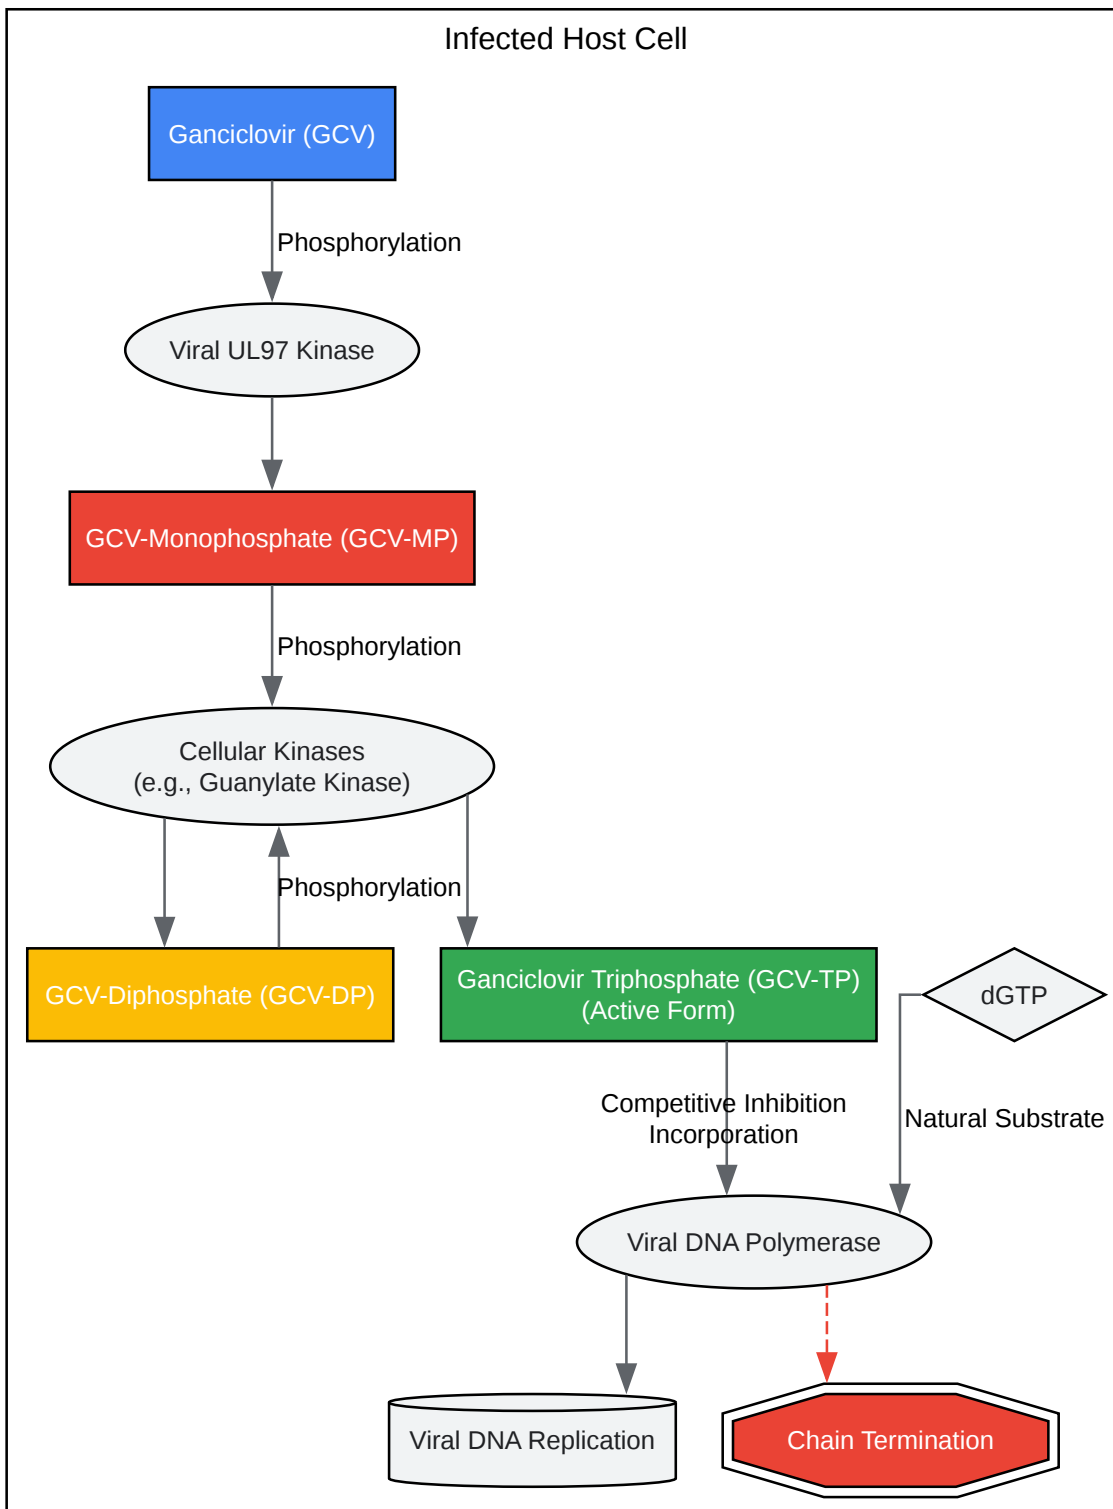 Infected Host Cell
Ganciclovir (GCV)
Phosphorylation
Viral UL97 Kinase
GCV-Monophosphate (GCV-MP)
Phosphorylation
Cellular Kinases
(e.g., Guanylate Kinase)
Phosphorylation
GCV-Diphosphate (GCV-DP)
Ganciclovir Triphosphate (GCV-TP)
(Active Form)
dGTP
Competitive Inhibition
Incorporation
Natural Substrate
Viral DNA Polymerase
Viral DNA Replication
Chain Termination